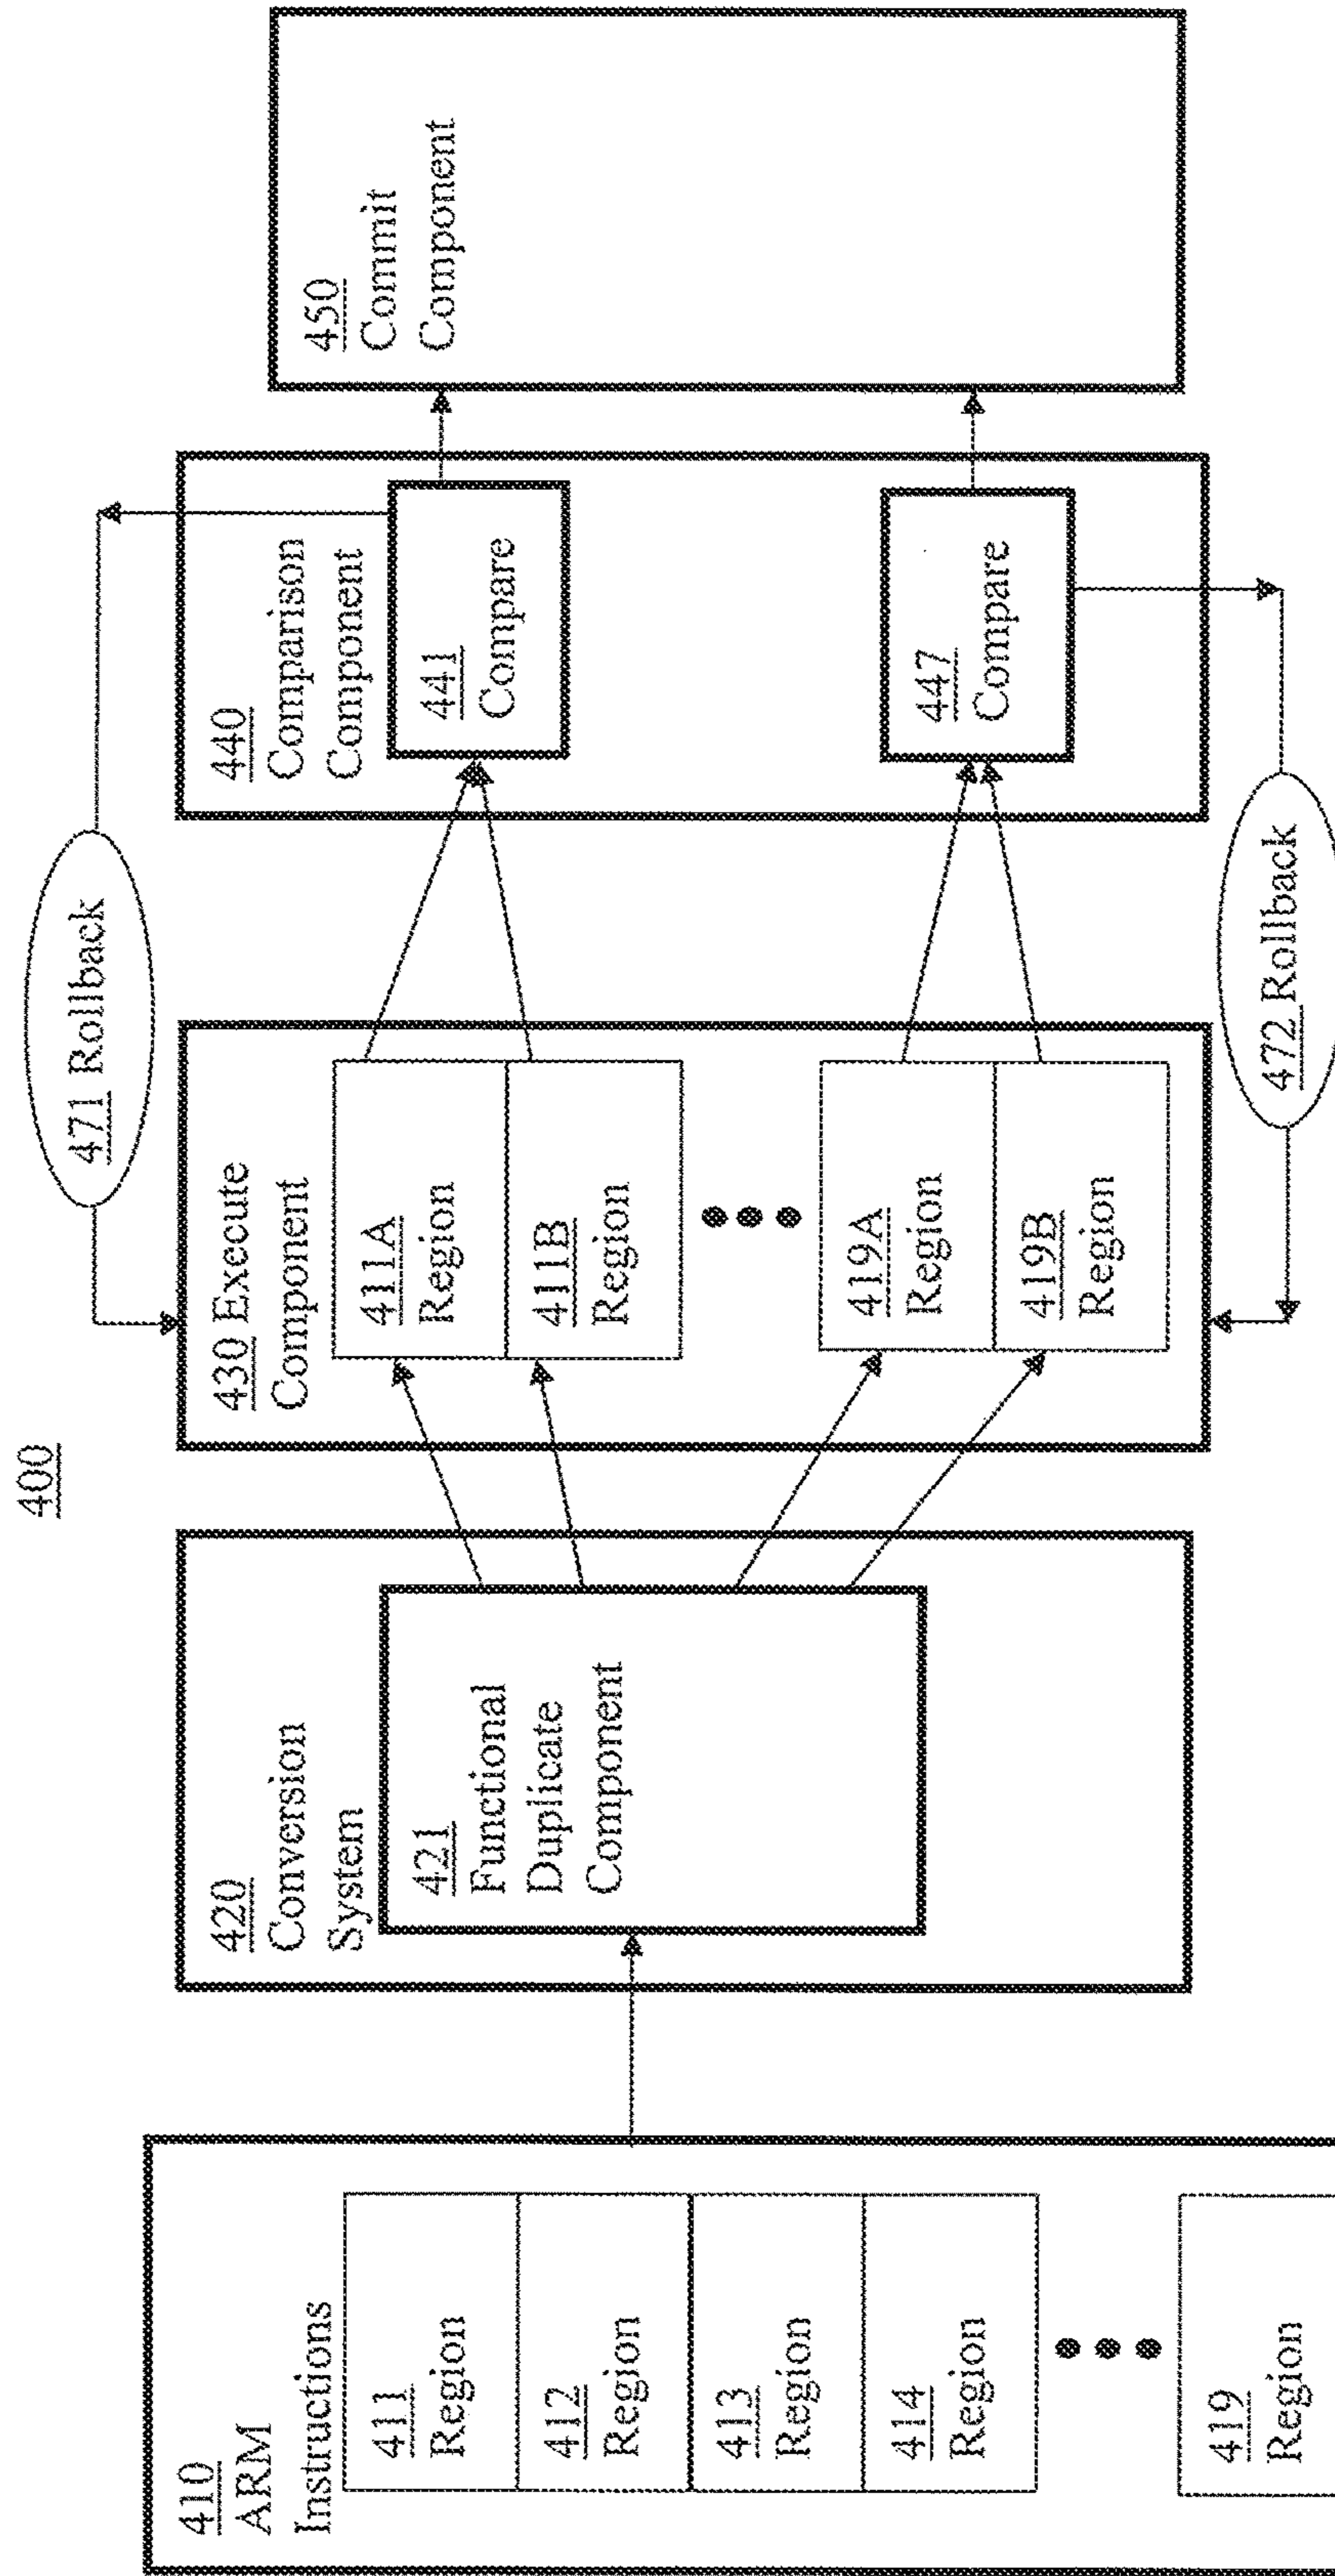 400
410
ARM
Instructions
411
Region
412
Region
413
Region
414
Region
419
Region
420
Conversion
System
421
Functional
Duplicate
Component
430 Execute
Component
411A
Region
411B
Region
419A
Region
419B
Region
471 Rollback
472 Rollback
440
Comparison
Component
441
Compare
447
Compare
450
Commit
Component